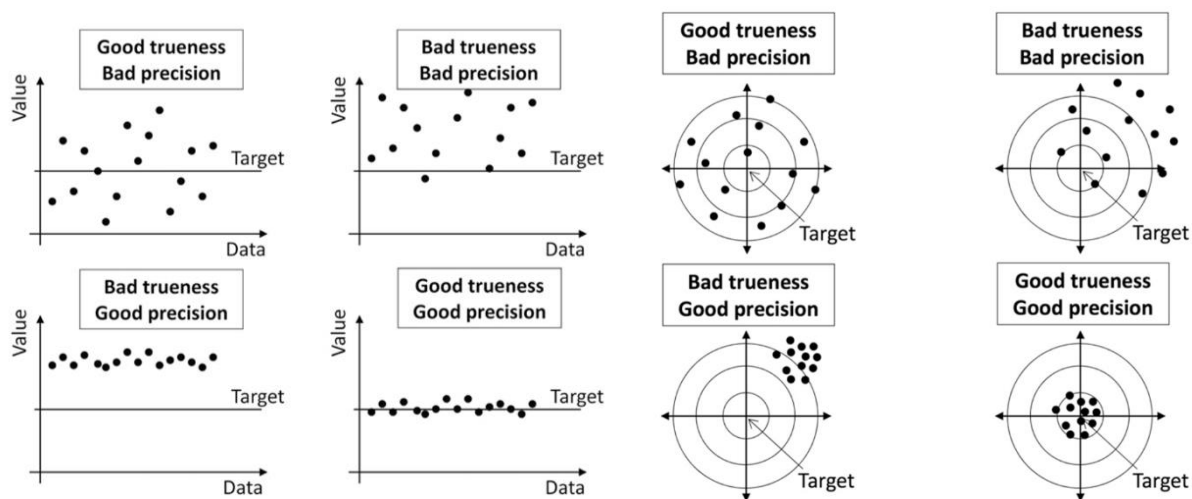 Good trueness
Bad precision
Value
Target
Data
Bad trueness
Bad precision
Value
Target
Data
Good trueness
Bad precision
Target
Bad trueness
Bad precision
Target
Bad trueness
Good precision
Value
Target
Data
Good trueness
Good precision
Value
Target
Data
Bad trueness
Good precision
Target
Good trueness
Good precision
Target